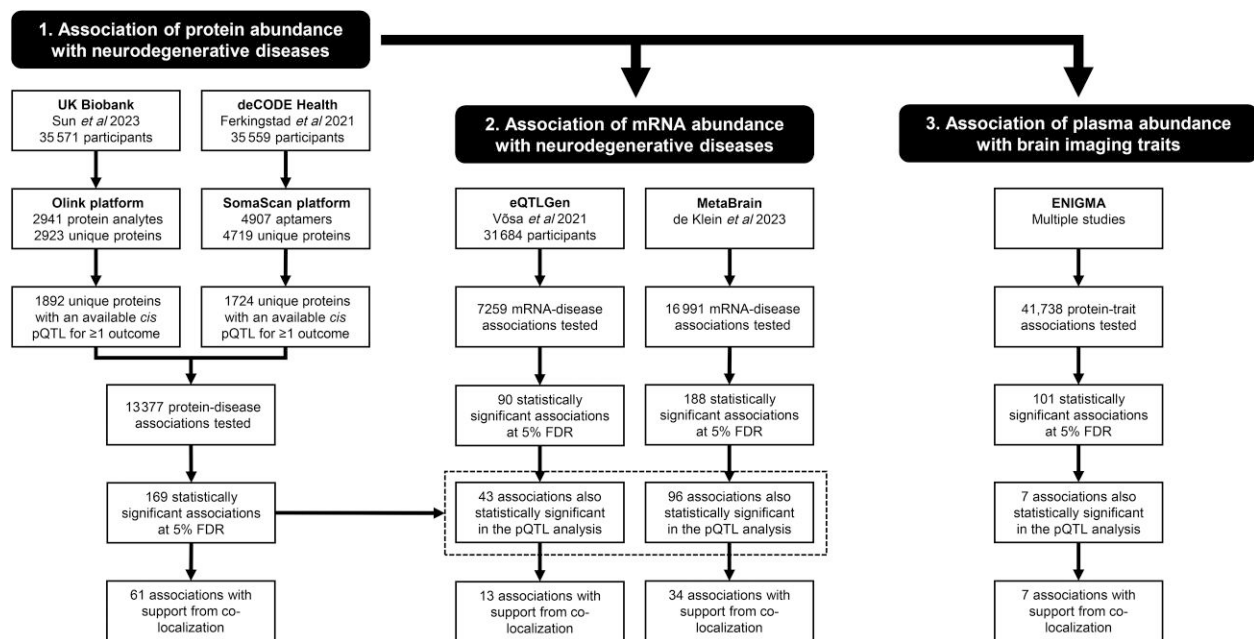 1. Association of protein abundance
with neurodegenerative diseases
UK Biobank
Sun et al 2023
35 571 participants
deCODE Health
Ferkingstad et al 2021
35 559 participants
Olink platform
2941 protein analytes
2923 unique proteins
SomaScan platform
4907 aptamers
4719 unique proteins
1892 unique proteins
with an available cis
pQTL for ≥1 outcome
1724 unique proteins
with an available cis
pQTL for ≥1 outcome
13 377 protein-disease
associations tested
169 statistically
significant associations
at 5% FDR
61 associations with
support from co-
localization
2. Association of mRNA abundance
with neurodegenerative diseases
eQTLGen
Võsa et al 2021
31 684 participants
MetaBrain
de Klein et al 2023
7259 mRNA-disease
associations tested
16 991 mRNA-disease
associations tested
90 statistically
significant associations
at 5% FDR
188 statistically
significant associations
at 5% FDR
43 associations also
statistically significant
in the pQTL analysis
96 associations also
statistically significant
in the pQTL analysis
13 associations with
support from co-
localization
34 associations with
support from co-
localization
3. Association of plasma abundance
with brain imaging traits
ENIGMA
Multiple studies
41,738 protein-trait
associations tested
101 statistically
significant associations
at 5% FDR
7 associations also
statistically significant
in the pQTL analysis
7 associations with
support from co-
localization